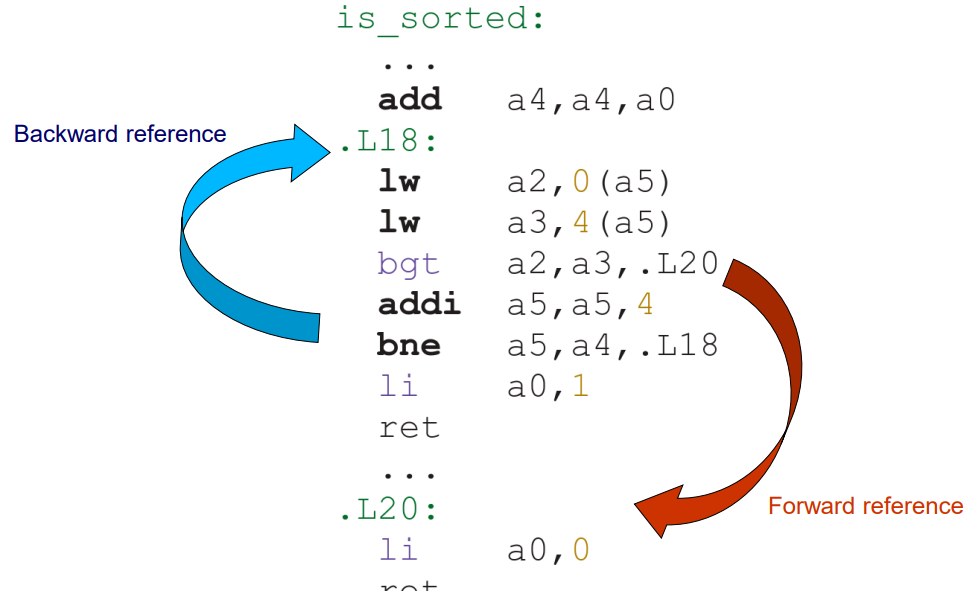 is_sorted:
...
add a4,a4,a0
Backward reference
.L18:
lw a2,0(a5)
lw a3,4(a5)
bgt a2,a3,.L20
addi a5,a5,4
bne a5,a4,.L18
li a0,1
ret
...
.L20:
Forward reference
li a0,0
ret